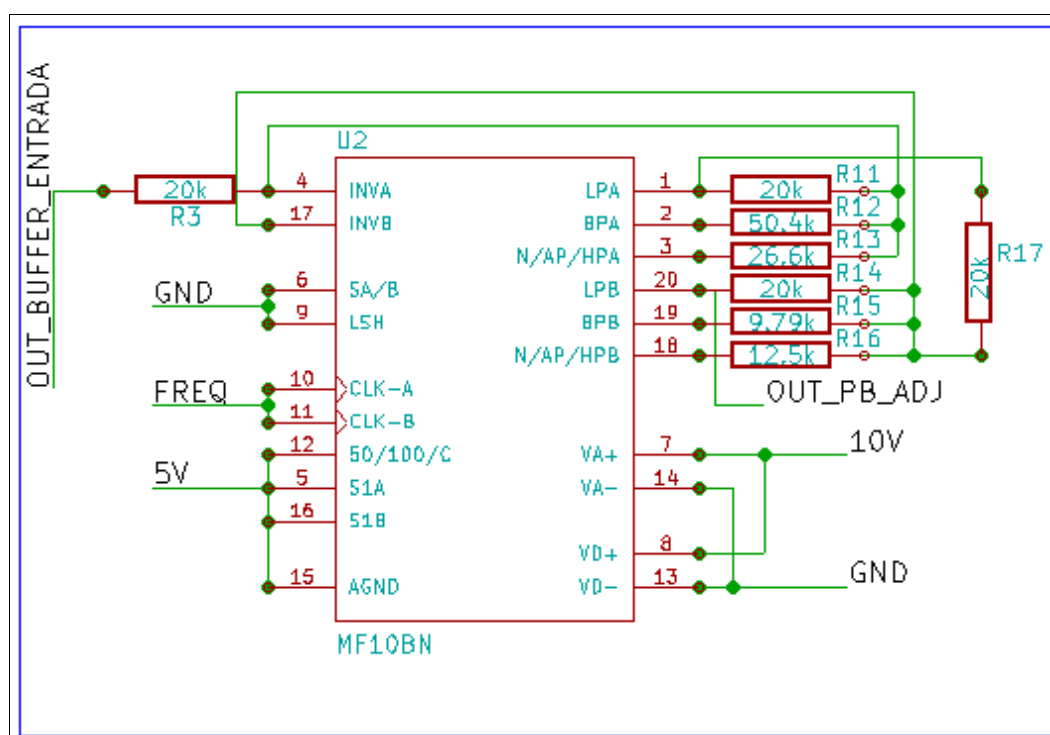 OUT_BUFFER_ENTRADA
U2
20k
R3
4 INVA
17 INVB
GND
6 SA/B
9 LSH
FREQ
10 CLK-A
11 CLK-B
12 50/100/C
5V
5 S1A
16 S1B
15 AGND
MF10BN
LPA 1 20k R11
BPA 2 50.4k R12
N/AP/HPA 3 26.6k R13
LPB 20 20k R14
BPB 19 9.79k R15
N/AP/HPB 18 12.5k R16
20k R17
OUT_PB_ADJ
VA+ 7 10V
VA- 14
VD+ 8
VD- 13 GND